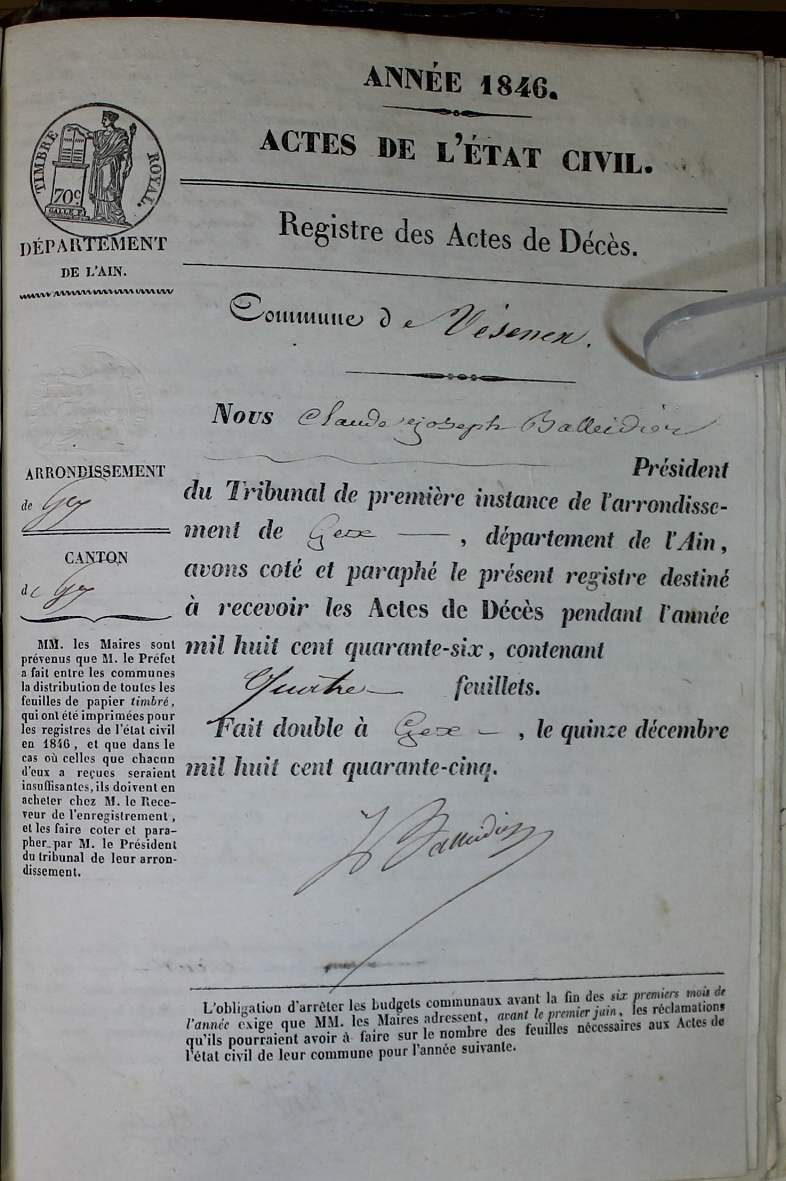 ANNÉE 1846.
ACTES DE L'ÉTAT CIVIL.
TIMBRE ROYAL.
70c
DÉPARTEMENT
DE L'AIN.
Registre des Actes de Décès.
Commune de Vésenex.
Nous Claude Joseph Balleidier
Président
du Tribunal de première instance de l'arrondisse-
ment de Gex — , département de l'Ain,
avons coté et paraphé le présent registre destiné
à recevoir les Actes de Décès pendant l'année
mil huit cent quarante-six, contenant
Quatre — feuillets.
Fait double à Gex — , le quinze décembre
mil huit cent quarante-cinq.
Balleidier
ARRONDISSEMENT
de Gex
CANTON
de Gex
MM. les Maires sont
prévenus que M. le Préfet
a fait entre les communes
la distribution de toutes les
feuilles de papier timbré,
qui ont été imprimées pour
les registres de l'état civil
en 1846, et que dans le
cas où celles que chacun
d'eux a reçues seraient
insuffisantes, ils doivent en
acheter chez M. le Rece-
veur de l'enregistrement,
et les faire coter et para-
pher par M. le Président
du tribunal de leur arron-
dissement.
L'obligation d'arrêter les budgets communaux avant la fin des six premiers mois de
l'année exige que MM. les Maires adressent, avant le premier juin, les réclamations
qu'ils pourraient avoir à faire sur le nombre des feuilles nécessaires aux Actes de
l'état civil de leur commune pour l'année suivante.